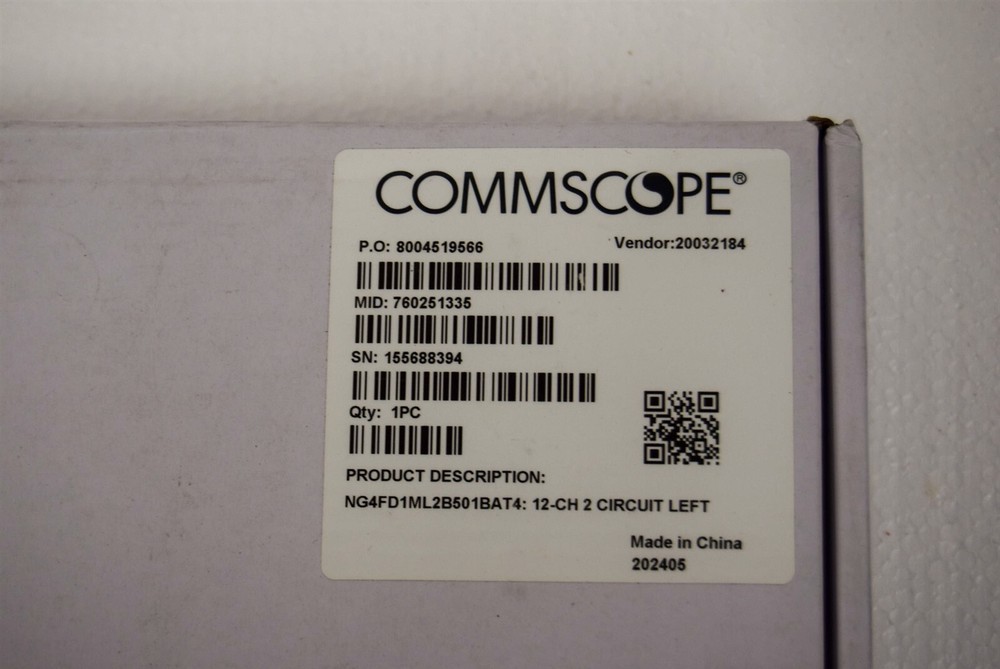 COMMSCOPE®
P.O: 8004519566 Vendor:20032184
MID: 760251335
SN: 155688394
Qty: 1PC
PRODUCT DESCRIPTION:
NG4FD1ML2B501BAT4: 12-CH 2 CIRCUIT LEFT
Made in China
202405